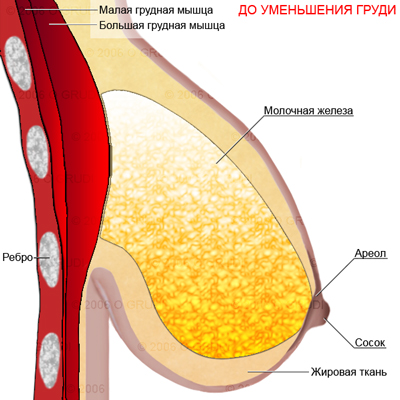 Малая грудная мышца
ДО УМЕНЬШЕНИЯ ГРУДИ
Большая грудная мышца
Молочная железа
Ареол
Ребро
Сосок
Жировая ткань